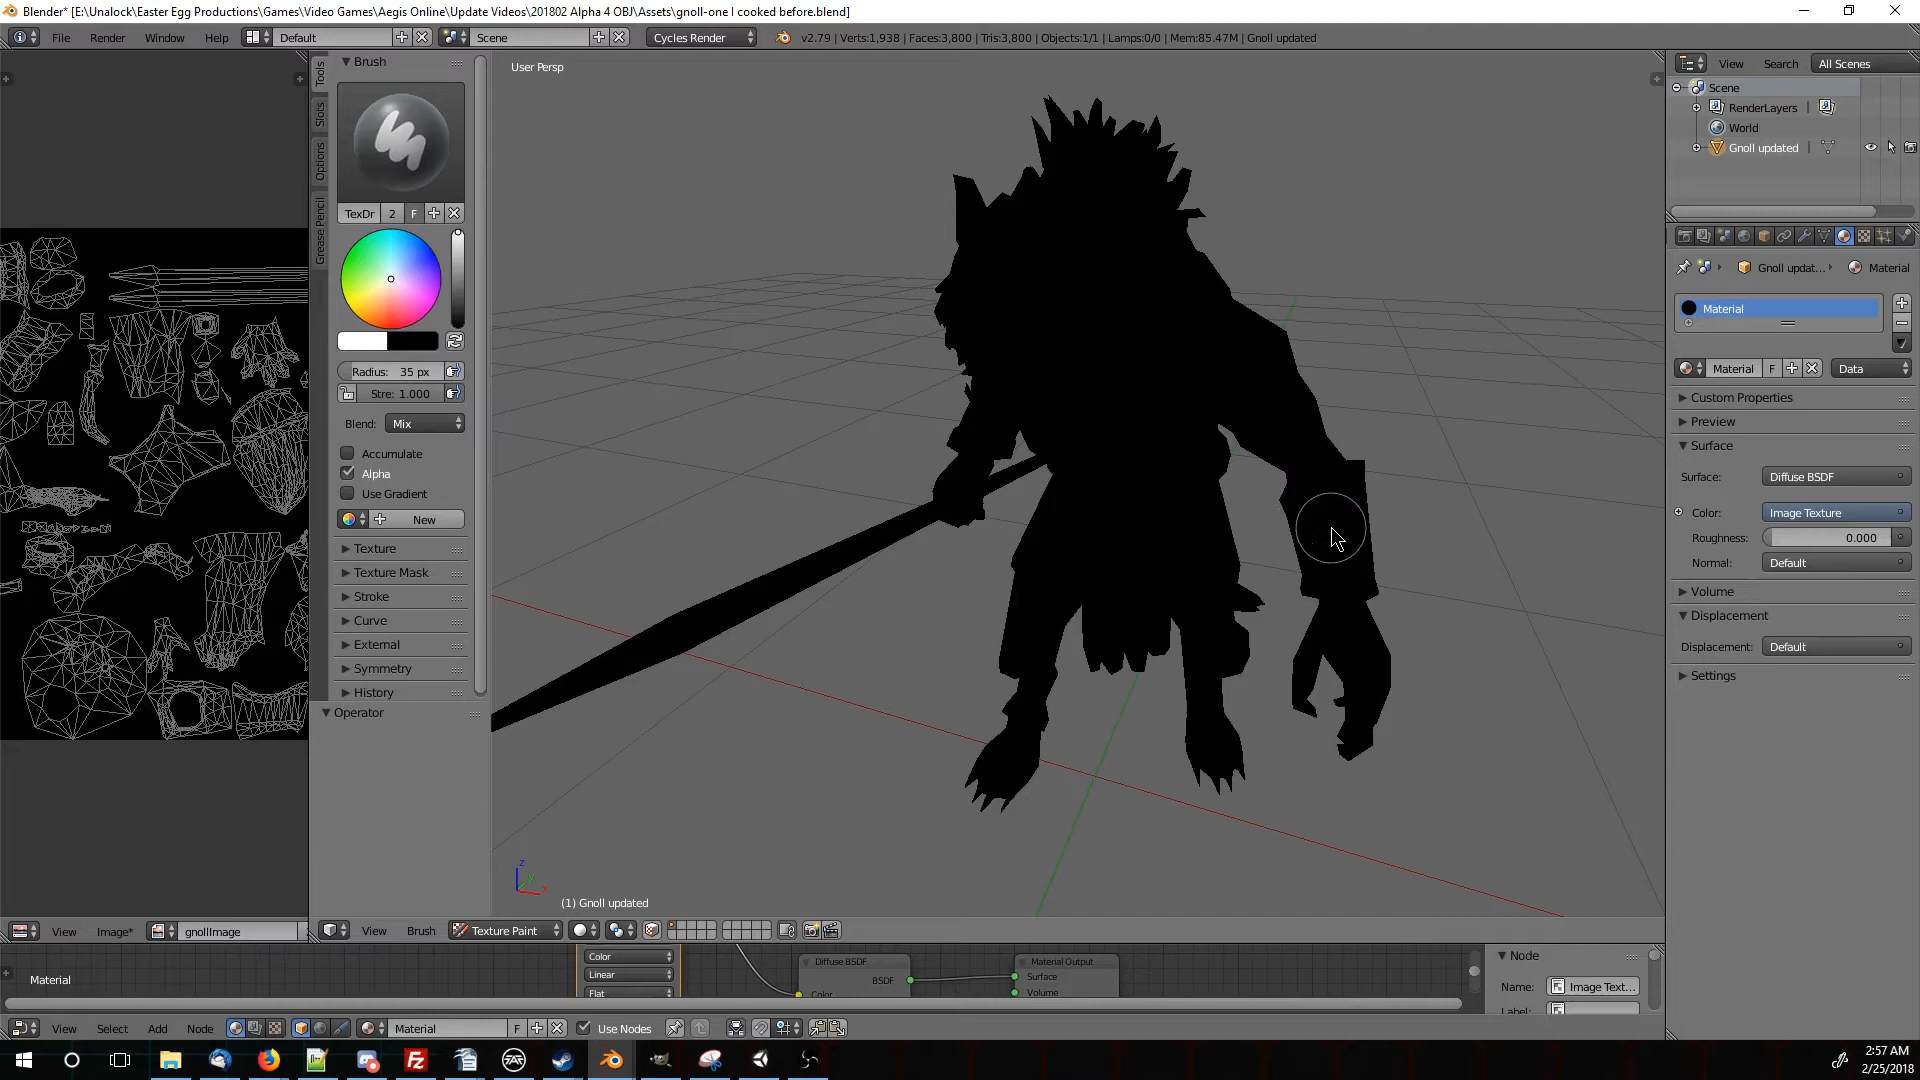 Blender* [E:\Unalock\Easter Egg Productions\Games\Video Games\Aegis Online\Update Videos\201802 Alpha 4 OBJ\Assets\gnoll-one I cooked before.blend]
File Render Window Help Default Scene Cycles Render v2.79 | Verts:1,938 | Faces:3,800 | Tris:3,800 | Objects:1/1 | Lamps:0/0 | Mem:85.47M | Gnoll updated
Tools
Slots
Options
Grease Pencil
Brush
TexDr 2 F
Radius: 35 px
Stre: 1.000
Blend: Mix
Accumulate
Alpha
Use Gradient
New
Texture
Texture Mask
Stroke
Curve
External
Symmetry
History
Operator
User Persp
z
y
x
(1) Gnoll updated
View Search All Scenes
Scene
RenderLayers
World
Gnoll updated
Gnoll updat... Material
Material
Material F Data
Custom Properties
Preview
Surface
Surface: Diffuse BSDF
Color: Image Texture
Roughness: 0.000
Normal: Default
Volume
Displacement
Displacement: Default
Settings
View Image* gnollImage
View Brush Texture Paint
Material
Color
Linear
Flat
Diffuse BSDF
BSDF
Color
Material Output
Surface
Volume
Node
Name: Image Text...
Label:
View Select Add Node Material F Use Nodes
2:57 AM
2/25/2018